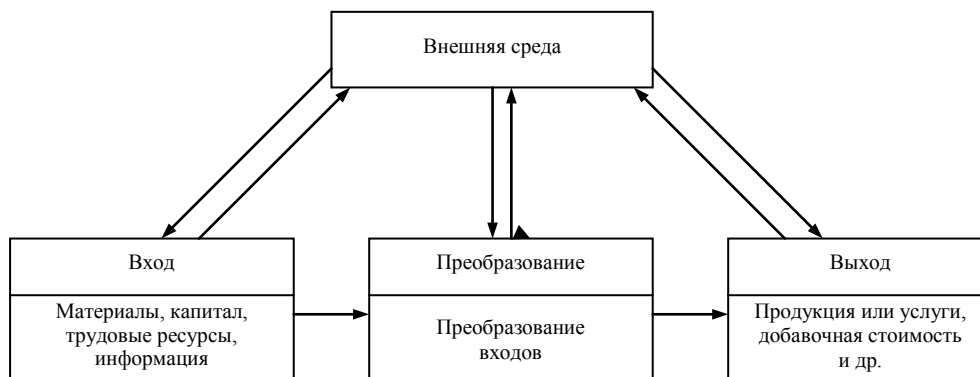 Внешняя среда
Вход
Материалы, капитал,
трудовые ресурсы,
информация
Преобразование
Преобразование
входов
Выход
Продукция или услуги,
добавочная стоимость
и др.